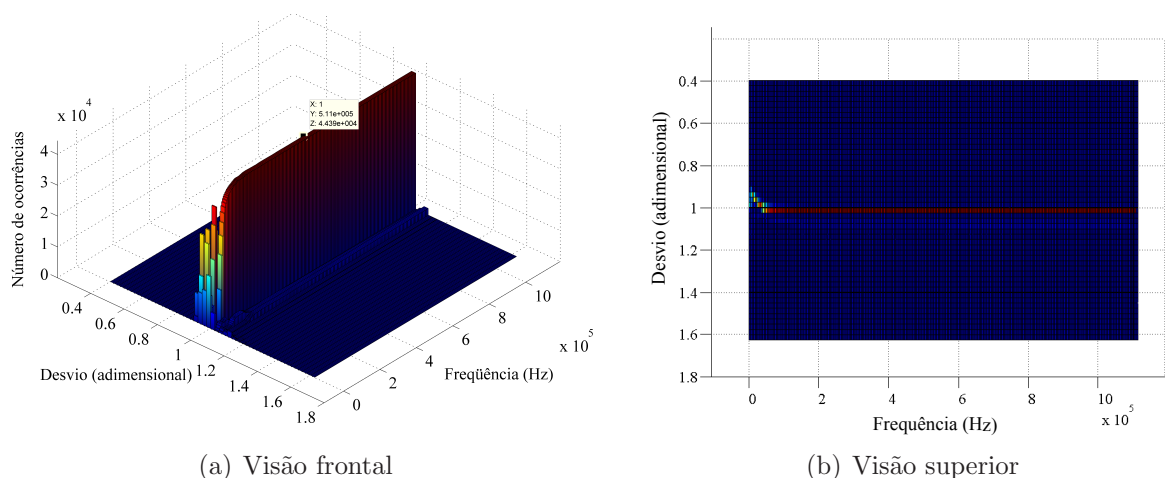 x 10^4
Número de ocorrências
4
3
2
1
0
X: 1
Y: 5.11e+005
Z: 4.439e+004
0.4
0.6
0.8
1
1.2
1.4
1.6
1.8
Desvio (adimensional)
0
2
4
6
8
10
x 10^5
Freqüência (Hz)
(a) Visão frontal
Desvio (adimensional)
0.4
0.6
0.8
1
1.2
1.4
1.6
1.8
0
2
4
6
8
10
x 10^5
Frequência (Hz)
(b) Visão superior